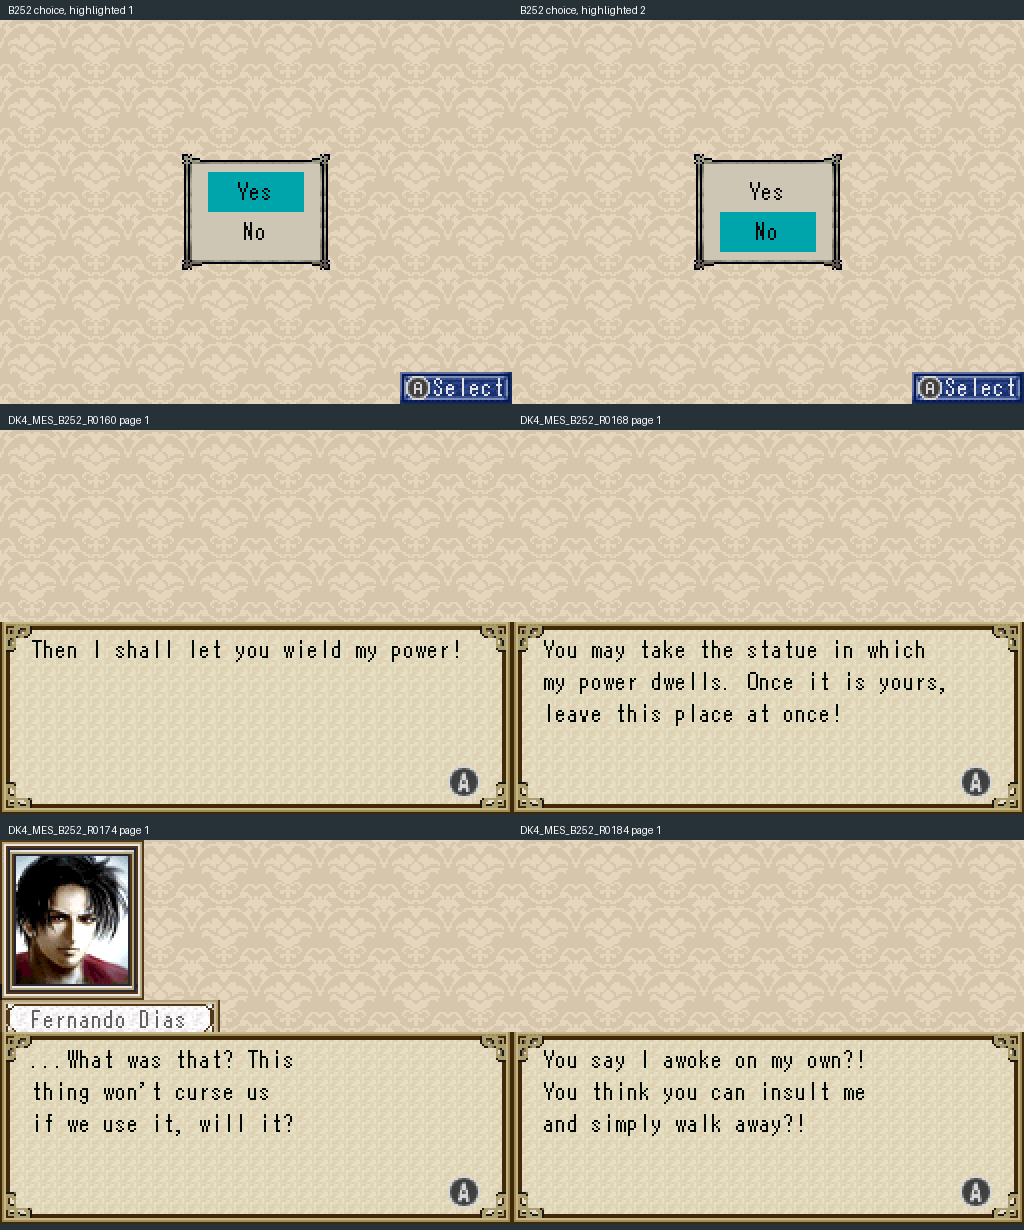 B252 choice, highlighted 1
Yes
No
A Select
B252 choice, highlighted 2
Yes
No
A Select
DK4_MES_B252_R0160 page 1
Then I shall let you wield my power!
A
DK4_MES_B252_R0168 page 1
You may take the statue in which
my power dwells. Once it is yours,
leave this place at once!
A
DK4_MES_B252_R0174 page 1
Fernando Dias
...What was that? This
thing won't curse us
if we use it, will it?
A
DK4_MES_B252_R0184 page 1
You say I awoke on my own?!
You think you can insult me
and simply walk away?!
A